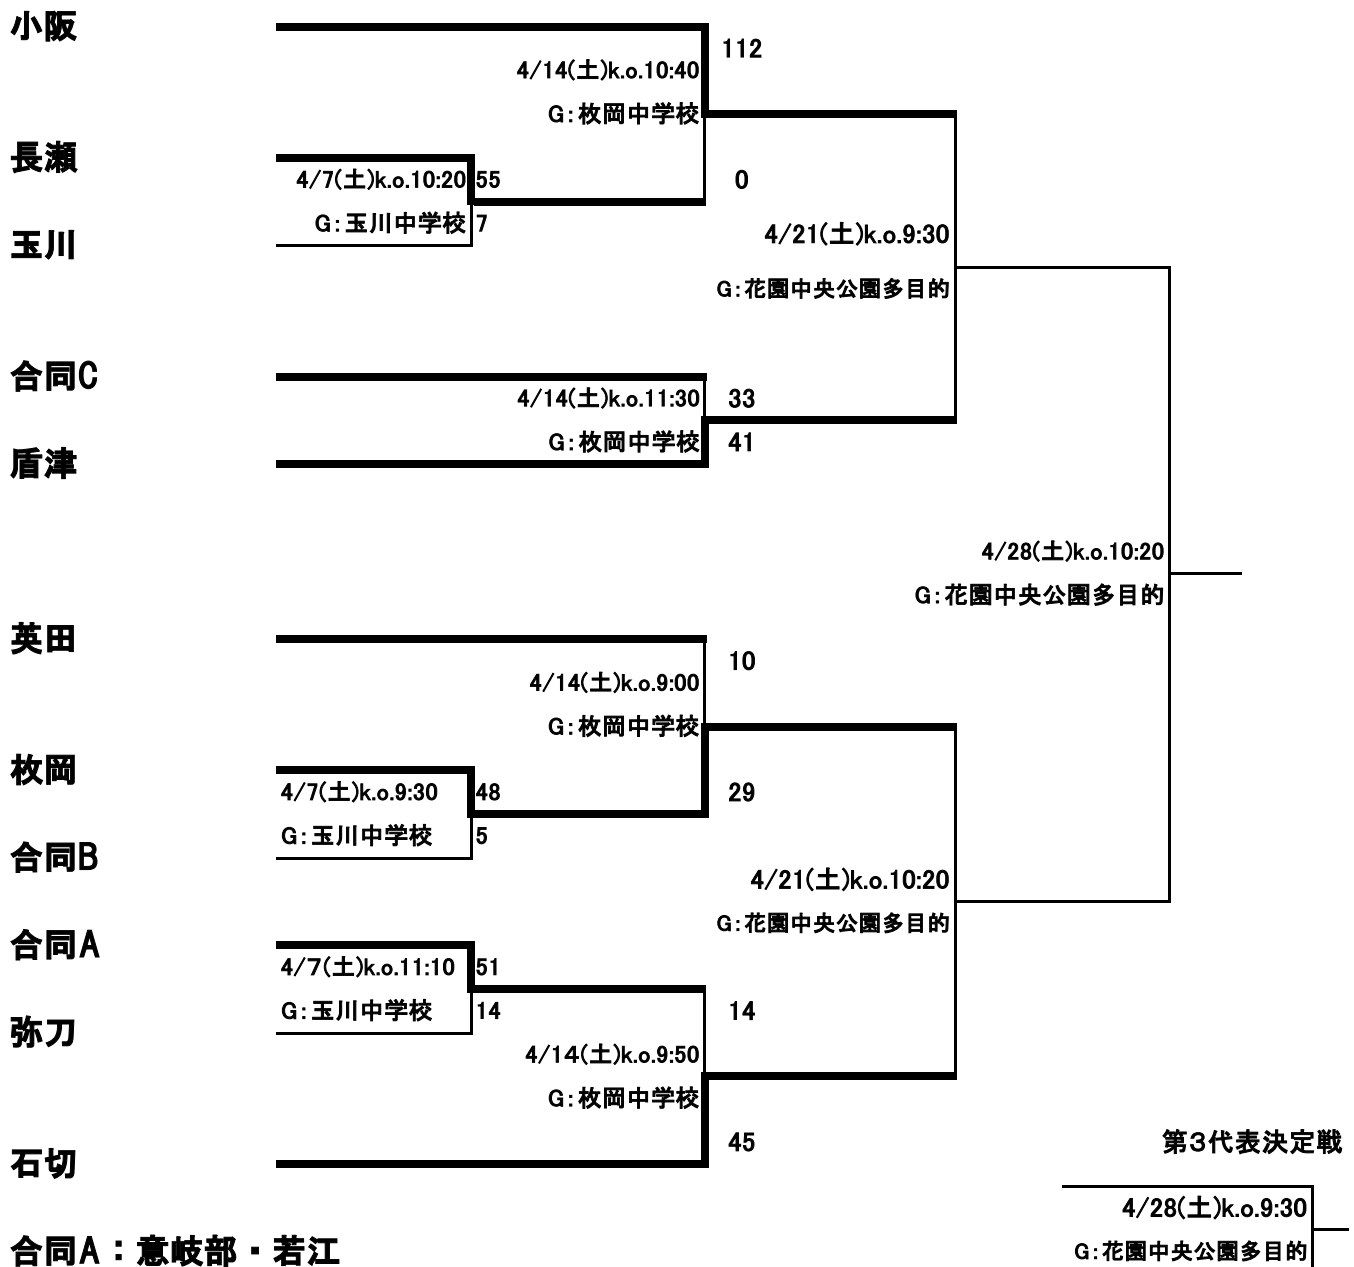 小阪
112
4/14(土)k.o.10:40
G:枚岡中学校
長瀬
4/7(土)k.o.10:20 55
0
G:玉川中学校 7
玉川
4/21(土)k.o.9:30
G:花園中央公園多目的
合同C
4/14(土)k.o.11:30 33
G:枚岡中学校 41
盾津
4/28(土)k.o.10:20
G:花園中央公園多目的
英田
10
4/14(土)k.o.9:00
G:枚岡中学校
枚岡
4/7(土)k.o.9:30 48
29
G:玉川中学校 5
合同B
4/21(土)k.o.10:20
G:花園中央公園多目的
合同A
4/7(土)k.o.11:10 51
G:玉川中学校 14
14
弥刀
4/14(土)k.o.9:50
G:枚岡中学校
45
第3代表決定戦
石切
4/28(土)k.o.9:30
G:花園中央公園多目的
合同A:意岐部・若江